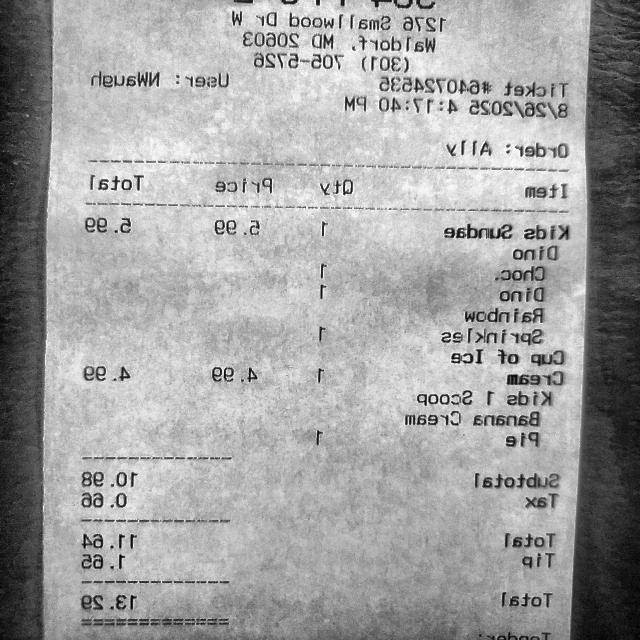 1276 Smallwood Dr W
Waldorf, MD 20603
(301) 705-5726
Ticket #640724535 User: NWaugh
8/26/2025 4:17:40 PM
Order: Ally
Item Qty Price Total
Kids Sundae 1 5.99 5.99
Dino
Choc. 1
Dino 1
Rainbow
Sprinkles 1
Cup of Ice
Cream 1 4.99 4.99
Kids 1 Scoop
Banana Cream
Pie 1
Subtotal 10.98
Tax 0.66
Total 11.64
Tip 1.65
Total 13.29
Tender: